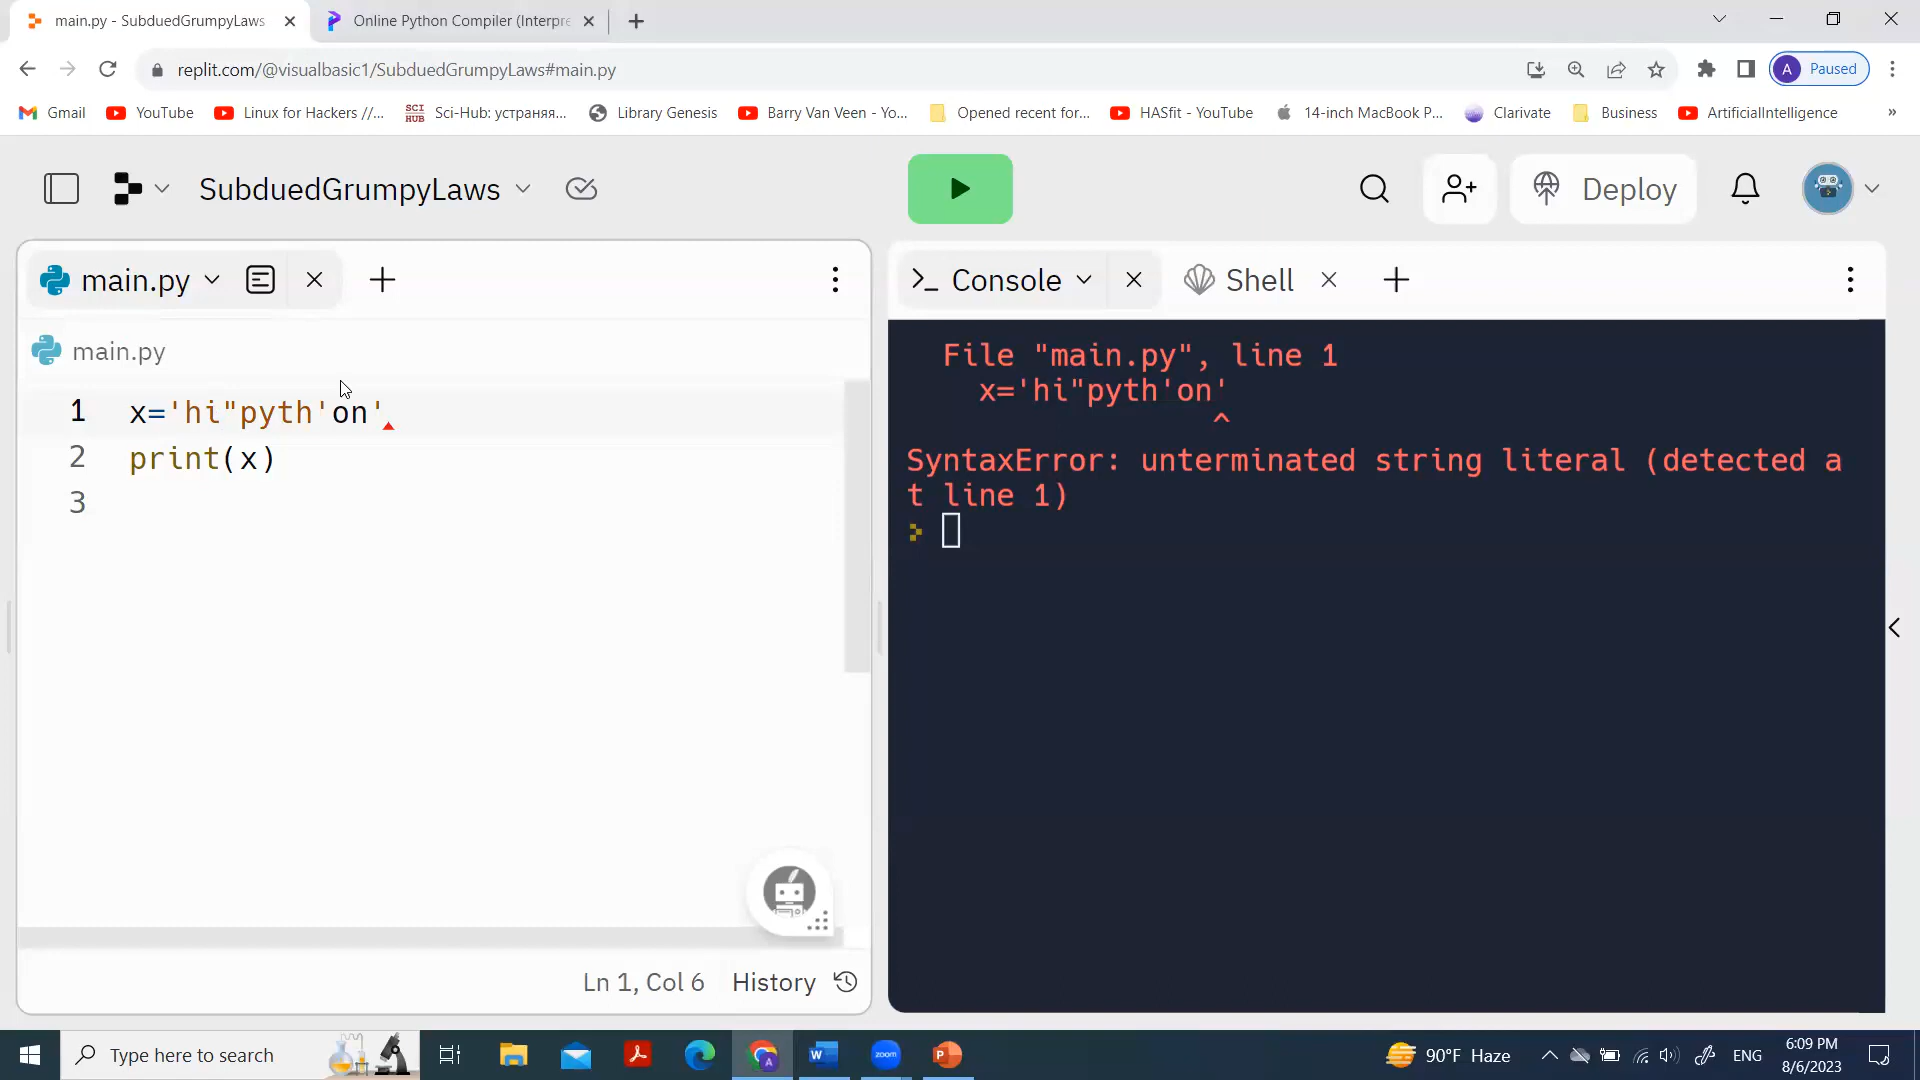 main.py - SubduedGrumpyLaws
Online Python Compiler (Interpre
replit.com/@visualbasic1/SubduedGrumpyLaws#main.py
A Paused
Gmail
YouTube
Linux for Hackers //...
SCI HUB
Sci-Hub: устраняя...
Library Genesis
Barry Van Veen - Yo...
Opened recent for...
HASfit - YouTube
14-inch MacBook P...
Clarivate
Business
ArtificialIntelligence
»
SubduedGrumpyLaws
Deploy
main.py
Console
Shell
main.py
1 x='hi"pyth'on'
2 print(x)
3
File "main.py", line 1
x='hi"pyth'on'
^
SyntaxError: unterminated string literal (detected a
t line 1)
Ln 1, Col 6
History
Type here to search
zoom
90°F Haze
ENG
6:09 PM
8/6/2023